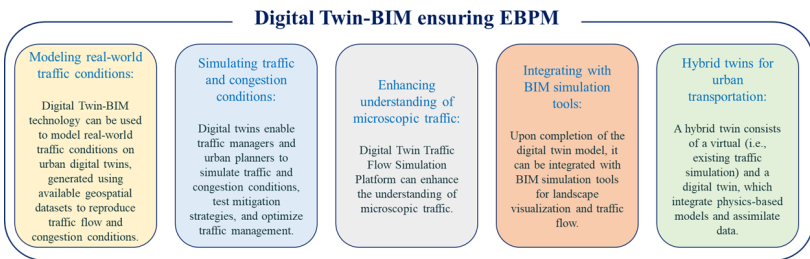 Digital Twin-BIM ensuring EBPM
Modeling real-world
traffic conditions:
Digital Twin-BIM
technology can be used
to model real-world
traffic conditions on
urban digital twins,
generated using
available geospatial
datasets to reproduce
traffic flow and
congestion conditions.
Simulating traffic
and congestion
conditions:
Digital twins enable
traffic managers and
urban planners to
simulate traffic and
congestion conditions,
test mitigation
strategies, and optimize
traffic management.
Enhancing
understanding of
microscopic traffic:
Digital Twin Traffic
Flow Simulation
Platform can enhance
the understanding of
microscopic traffic.
Integrating with
BIM simulation
tools:
Upon completion of the
digital twin model, it
can be integrated with
BIM simulation tools
for landscape
visualization and traffic
flow.
Hybrid twins for
urban
transportation:
A hybrid twin consists
of a virtual (i.e.,
existing traffic
simulation) and a
digital twin, which
integrate physics-based
models and assimilate
data.